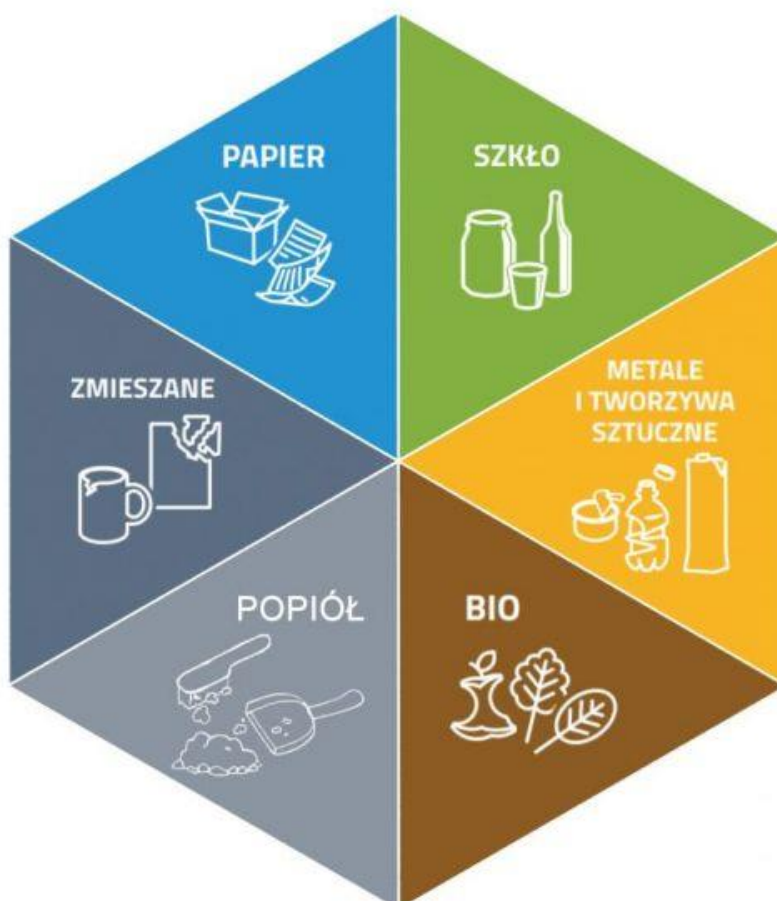 PAPIER
SZKŁO
ZMIESZANE
METALE
I TWORZYWA
SZTUCZNE
POPIÓŁ
BIO